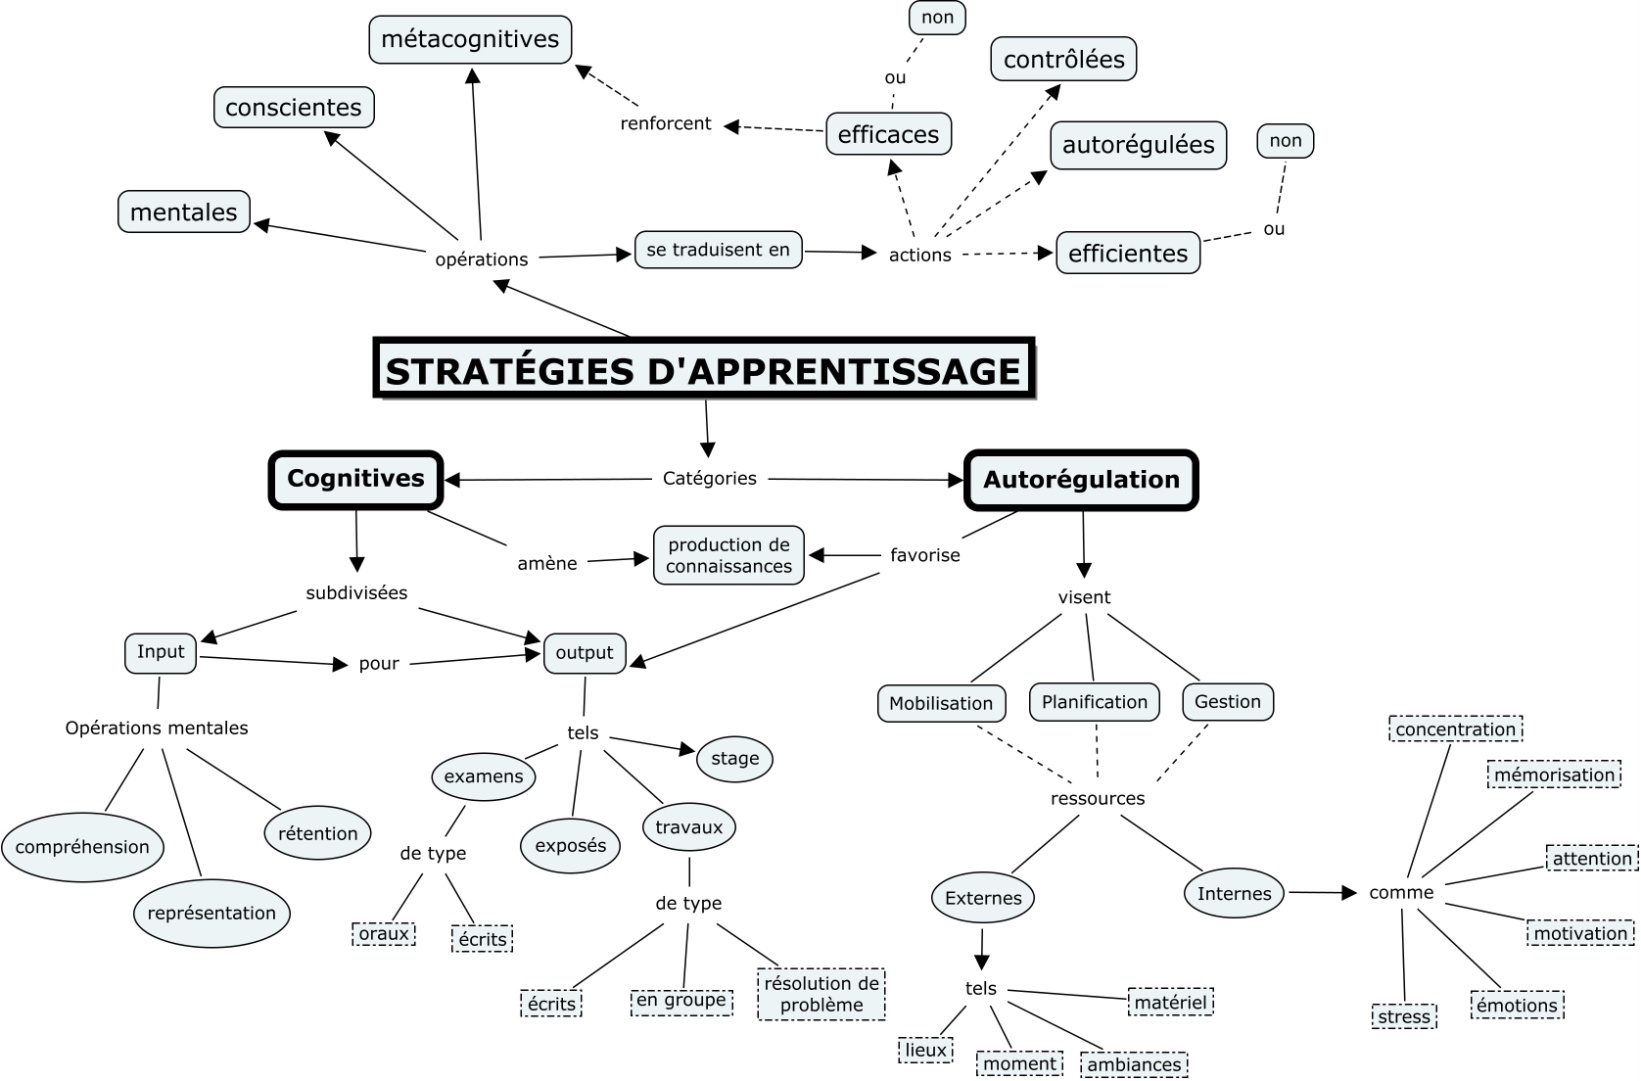 non
métacognitives
contrôlées
ou
conscientes
renforcent
efficaces
autorégulées
non
mentales
ou
opérations
se traduisent en
actions
efficientes
STRATÉGIES D'APPRENTISSAGE
Cognitives
Catégories
Autorégulation
amène
production de
connaissances
favorise
subdivisées
visent
Input
pour
output
Mobilisation
Planification
Gestion
Opérations mentales
tels
concentration
examens
stage
mémorisation
ressources
compréhension
rétention
exposés
travaux
de type
attention
représentation
de type
Externes
Internes
comme
oraux
écrits
motivation
écrits
en groupe
résolution de
problème
tels
matériel
stress
émotions
lieux
moment
ambiances